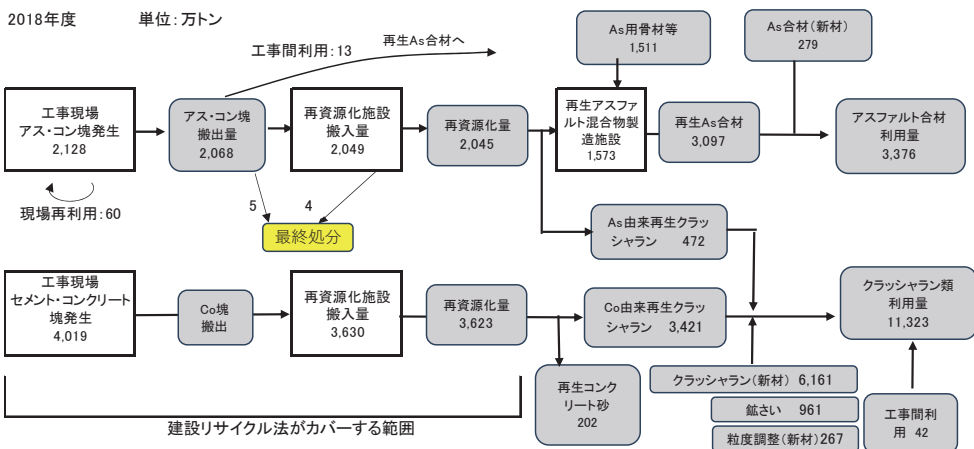 2018年度　　単位：万トン
工事間利用：13
再生As合材へ
As用骨材等
1,511
As合材（新材）
279
工事現場
アス・コン塊発生
2,128
アス・コン塊
搬出量
2,068
再資源化施設
搬入量
2,049
再資源化量
2,045
再生アスファ
ルト混合物製
造施設
1,573
再生As合材
3,097
アスファルト合材
利用量
3,376
現場再利用：60
5
4
最終処分
As由来再生クラッ
シャラン　472
工事現場
セメント・コンクリート
塊発生
4,019
Co塊
搬出
再資源化施設
搬入量
3,630
再資源化量
3,623
Co由来再生クラッ
シャラン　3,421
クラッシャラン類
利用量
11,323
再生コンク
リート砂
202
クラッシャラン（新材）　6,161
鉱さい　961
粒度調整（新材）267
工事間利
用　42
建設リサイクル法がカバーする範囲